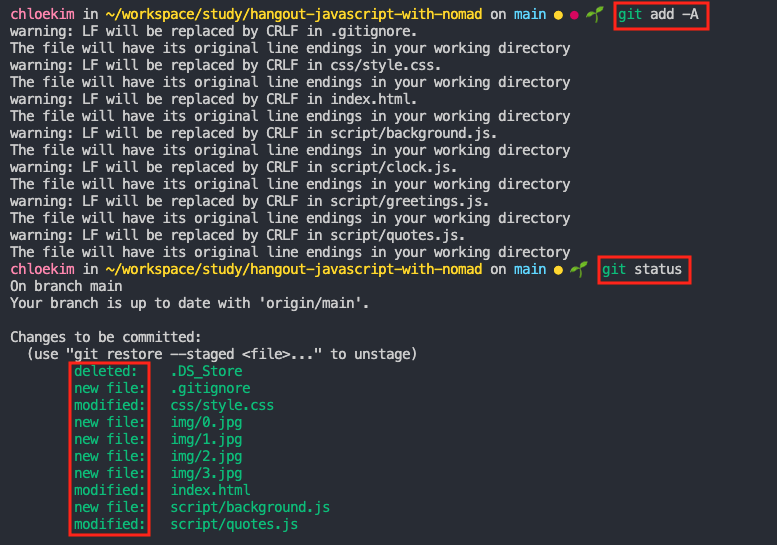 chloekim in ~/workspace/study/hangout-javascript-with-nomad on main git add -A
warning: LF will be replaced by CRLF in .gitignore.
The file will have its original line endings in your working directory
warning: LF will be replaced by CRLF in css/style.css.
The file will have its original line endings in your working directory
warning: LF will be replaced by CRLF in index.html.
The file will have its original line endings in your working directory
warning: LF will be replaced by CRLF in script/background.js.
The file will have its original line endings in your working directory
warning: LF will be replaced by CRLF in script/clock.js.
The file will have its original line endings in your working directory
warning: LF will be replaced by CRLF in script/greetings.js.
The file will have its original line endings in your working directory
warning: LF will be replaced by CRLF in script/quotes.js.
The file will have its original line endings in your working directory
chloekim in ~/workspace/study/hangout-javascript-with-nomad on main git status
On branch main
Your branch is up to date with 'origin/main'.

Changes to be committed:
  (use "git restore --staged <file>..." to unstage)
        deleted:    .DS_Store
        new file:   .gitignore
        modified:   css/style.css
        new file:   img/0.jpg
        new file:   img/1.jpg
        new file:   img/2.jpg
        new file:   img/3.jpg
        modified:   index.html
        new file:   script/background.js
        modified:   script/quotes.js